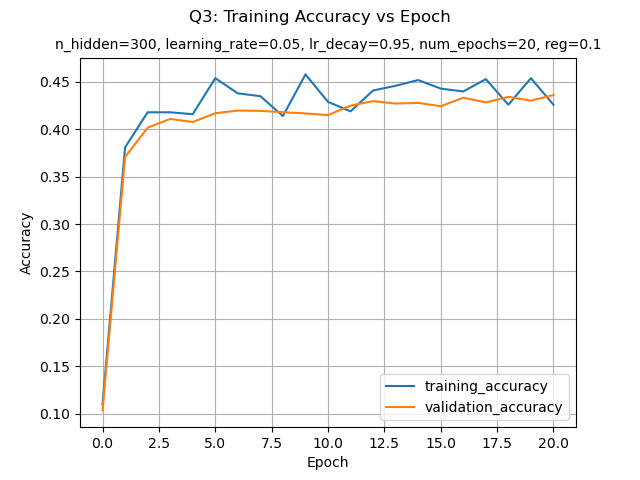 Q3: Training Accuracy vs Epoch
n_hidden=300, learning_rate=0.05, lr_decay=0.95, num_epochs=20, reg=0.1
0.45
0.40
0.35
0.30
0.25
0.20
0.15
0.10
Accuracy
training_accuracy
validation_accuracy
0.0 2.5 5.0 7.5 10.0 12.5 15.0 17.5 20.0
Epoch